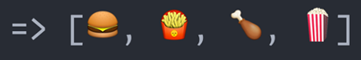 => [🍔, 🍟, 🍗, 🍿]